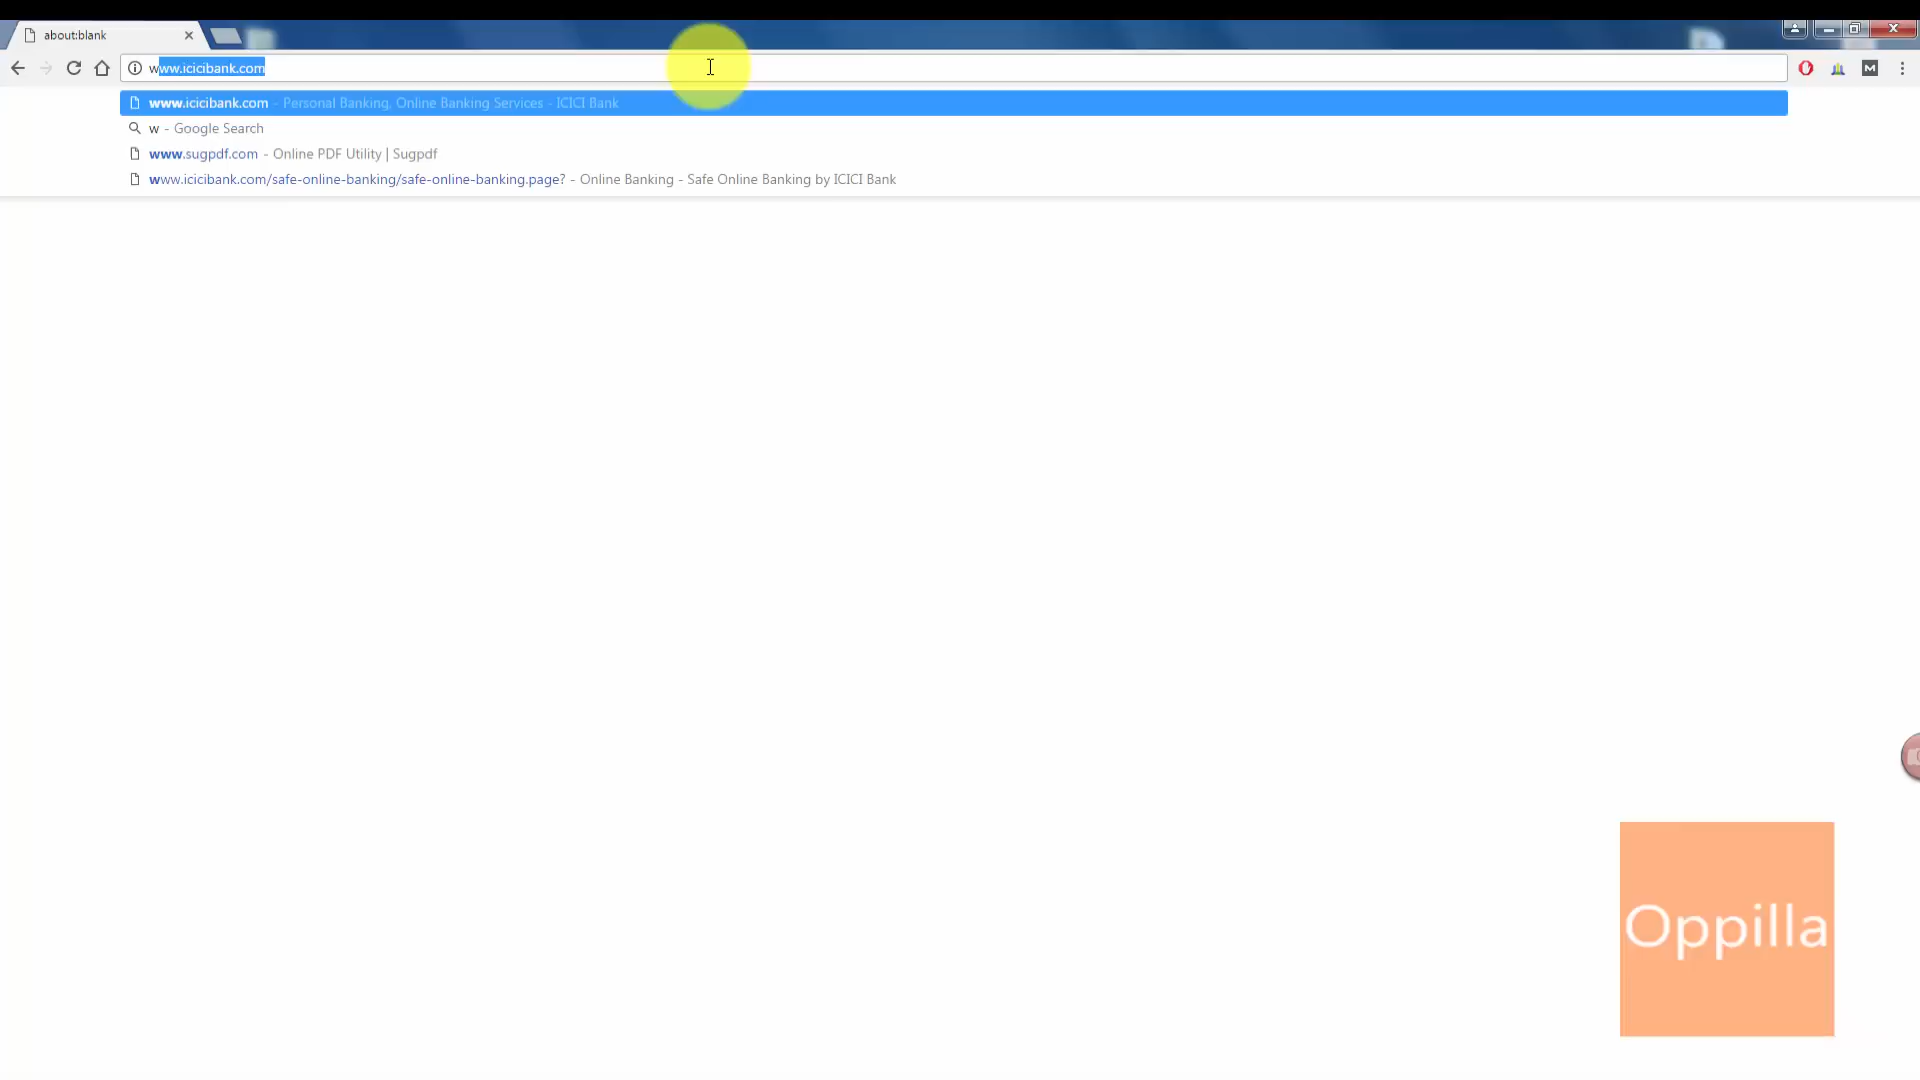 about:blank
www.icicibank.com
www.icicibank.com - Personal Banking, Online Banking Services - ICICI Bank
w - Google Search
www.sugpdf.com - Online PDF Utility | Sugpdf
www.icicibank.com/safe-online-banking/safe-online-banking.page? - Online Banking - Safe Online Banking by ICICI Bank
Oppilla